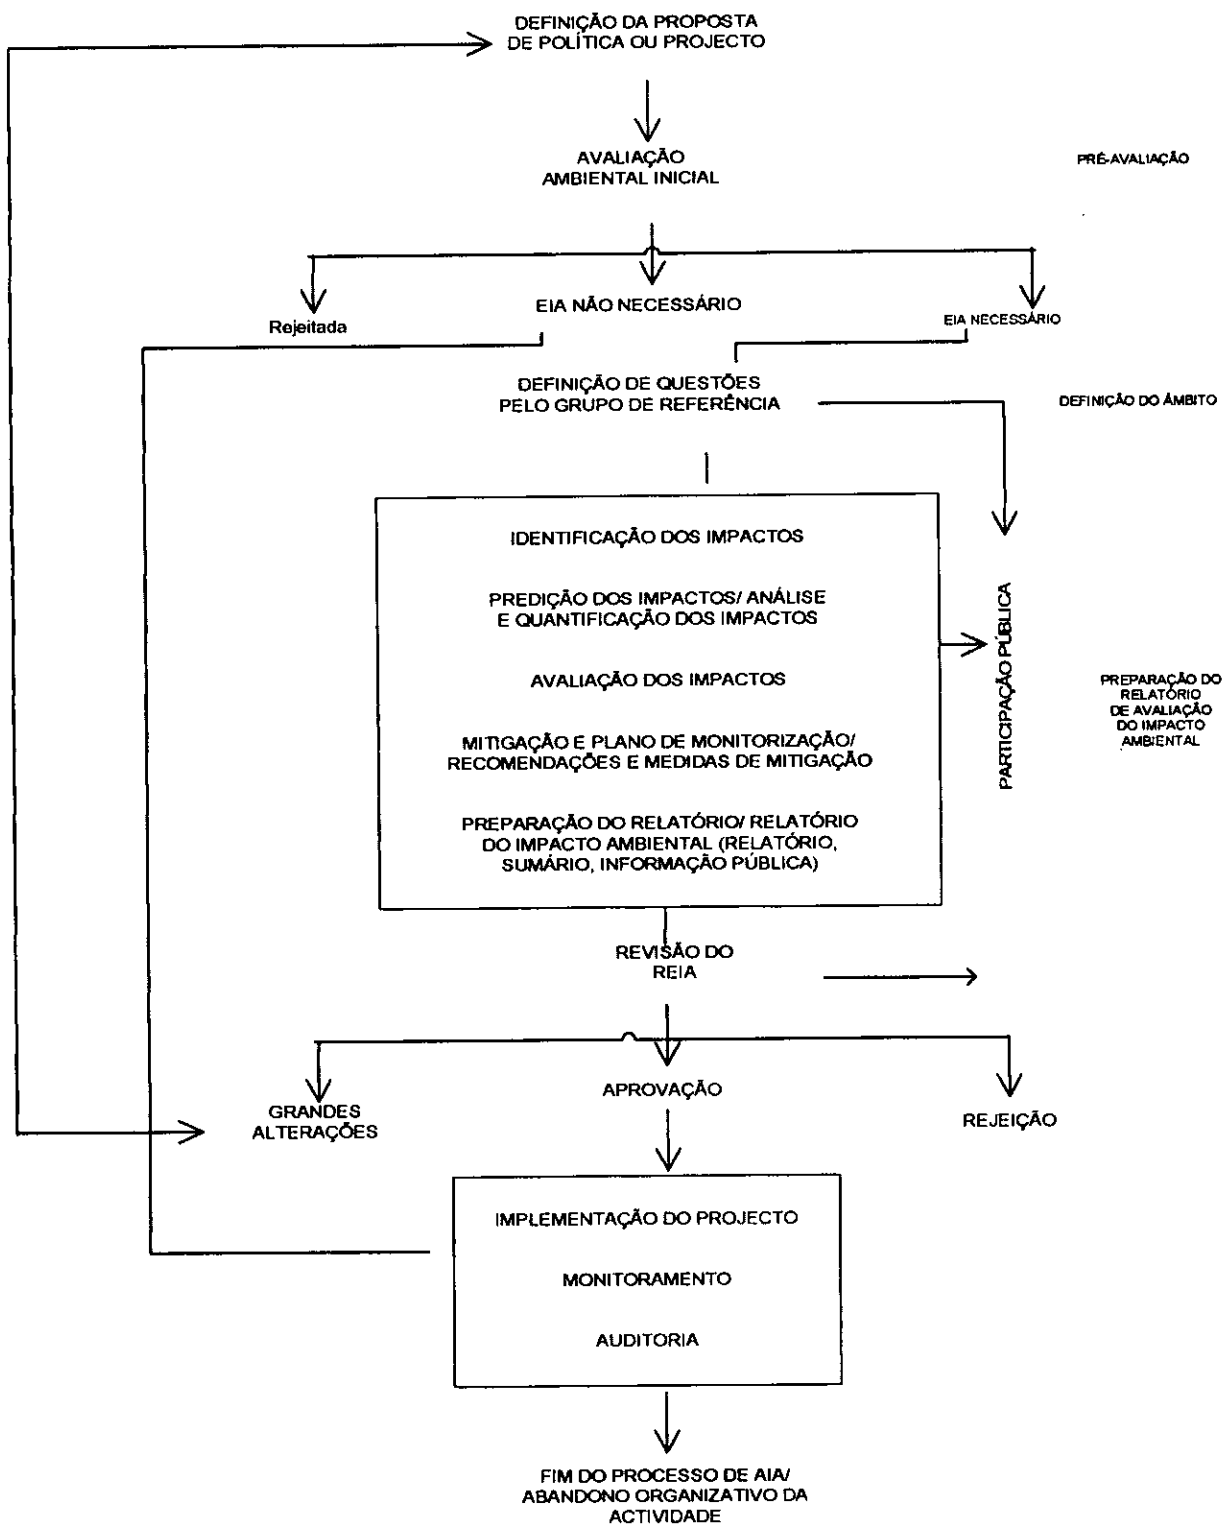 DEFINIÇÃO DA PROPOSTA
DE POLÍTICA OU PROJECTO
AVALIAÇÃO
AMBIENTAL INICIAL
PRÉ-AVALIAÇÃO
Rejeitada
EIA NÃO NECESSÁRIO
EIA NECESSÁRIO
DEFINIÇÃO DE QUESTÕES
PELO GRUPO DE REFERÊNCIA
DEFINIÇÃO DO ÂMBITO
IDENTIFICAÇÃO DOS IMPACTOS
PREDIÇÃO DOS IMPACTOS/ ANÁLISE
E QUANTIFICAÇÃO DOS IMPACTOS
AVALIAÇÃO DOS IMPACTOS
MITIGAÇÃO E PLANO DE MONITORIZAÇÃO/
RECOMENDAÇÕES E MEDIDAS DE MITIGAÇÃO
PREPARAÇÃO DO RELATÓRIO/ RELATÓRIO
DO IMPACTO AMBIENTAL (RELATÓRIO,
SUMÁRIO, INFORMAÇÃO PÚBLICA)
PARTICIPAÇÃO PÚBLICA
PREPARAÇÃO DO
RELATÓRIO
DE AVALIAÇÃO
DO IMPACTO
AMBIENTAL
REVISÃO DO
REIA
GRANDES
ALTERAÇÕES
APROVAÇÃO
REJEIÇÃO
IMPLEMENTAÇÃO DO PROJECTO
MONITORAMENTO
AUDITORIA
FIM DO PROCESSO DE AIA/
ABANDONO ORGANIZATIVO DA
ACTIVIDADE